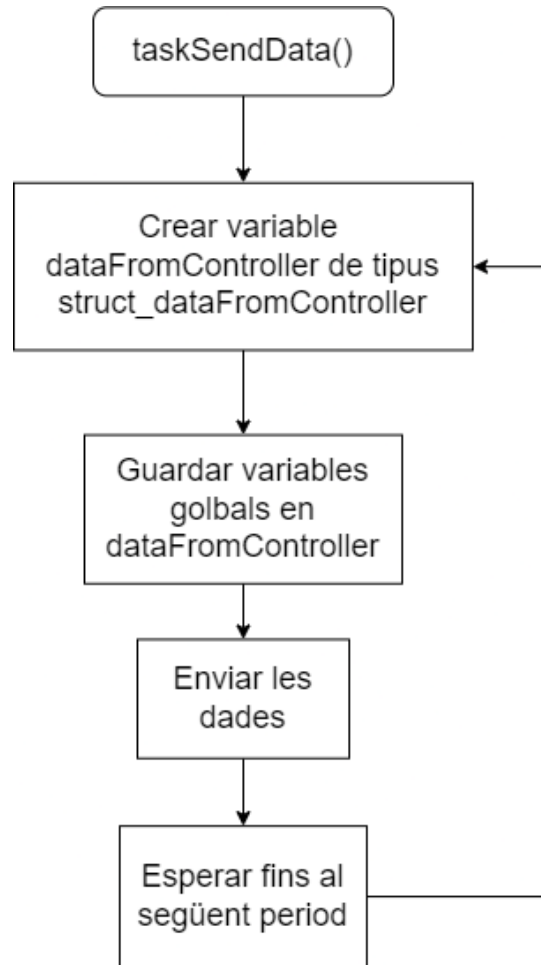 taskSendData()
Crear variable
dataFromController de tipus
struct_dataFromController
Guardar variables
golbals en
dataFromController
Enviar les
dades
Esperar fins al
següent period